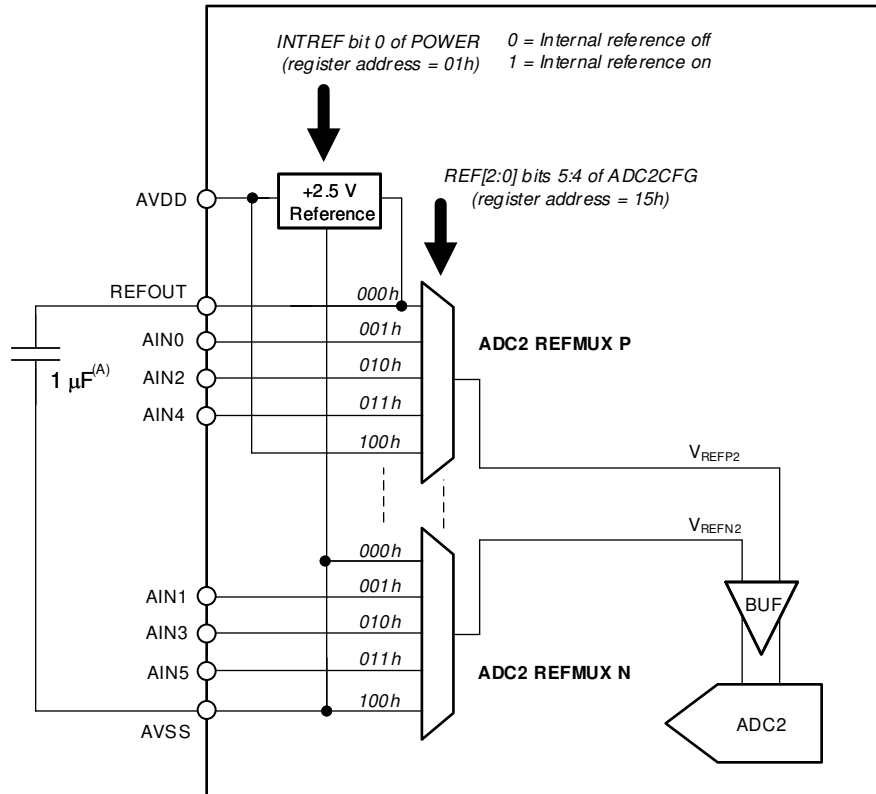 INTREF bit 0 of POWER 0 = Internal reference off
(register address = 01h) 1 = Internal reference on
+2.5 V
Reference
REF[2:0] bits 5:4 of ADC2CFG
(register address = 15h)
AVDD
REFOUT
000h
AIN0
001h
AIN2
010h
AIN4
011h
100h
1 µF(A)
ADC2 REFMUX P
VREFP2
VREFN2
000h
AIN1
001h
AIN3
010h
AIN5
011h
AVSS
100h
ADC2 REFMUX N
BUF
ADC2